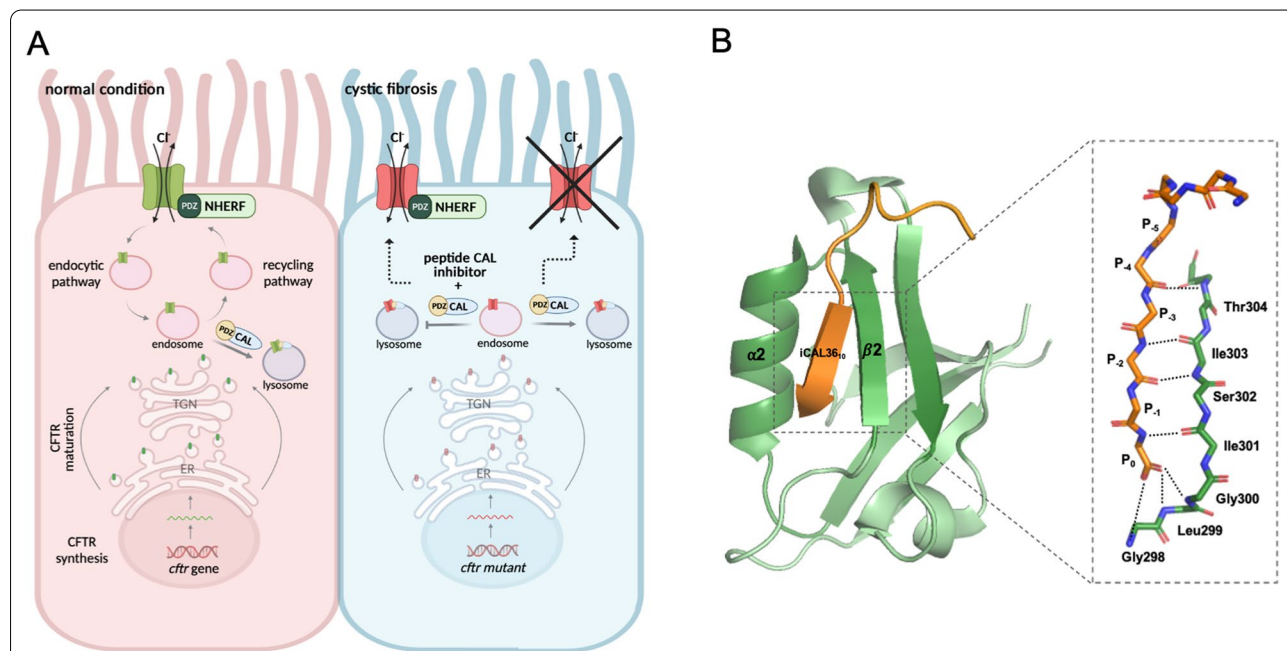 A
normal condition
Cl⁻
PDZ NHERF
endocytic
pathway
recycling
pathway
endosome
PDZ CAL
lysosome
TGN
CFTR
maturation
ER
CFTR
synthesis
cftr gene
cystic fibrosis
Cl⁻
Cl⁻
PDZ NHERF
peptide CAL
inhibitor
+
PDZ CAL
PDZ CAL
lysosome
endosome
lysosome
TGN
ER
cftr mutant
B
α2
iCAL36₁₀
β2
P₋₅
P₋₄
P₋₃
P₋₂
P₋₁
P₀
Thr304
Ile303
Ser302
Ile301
Gly300
Leu299
Gly298